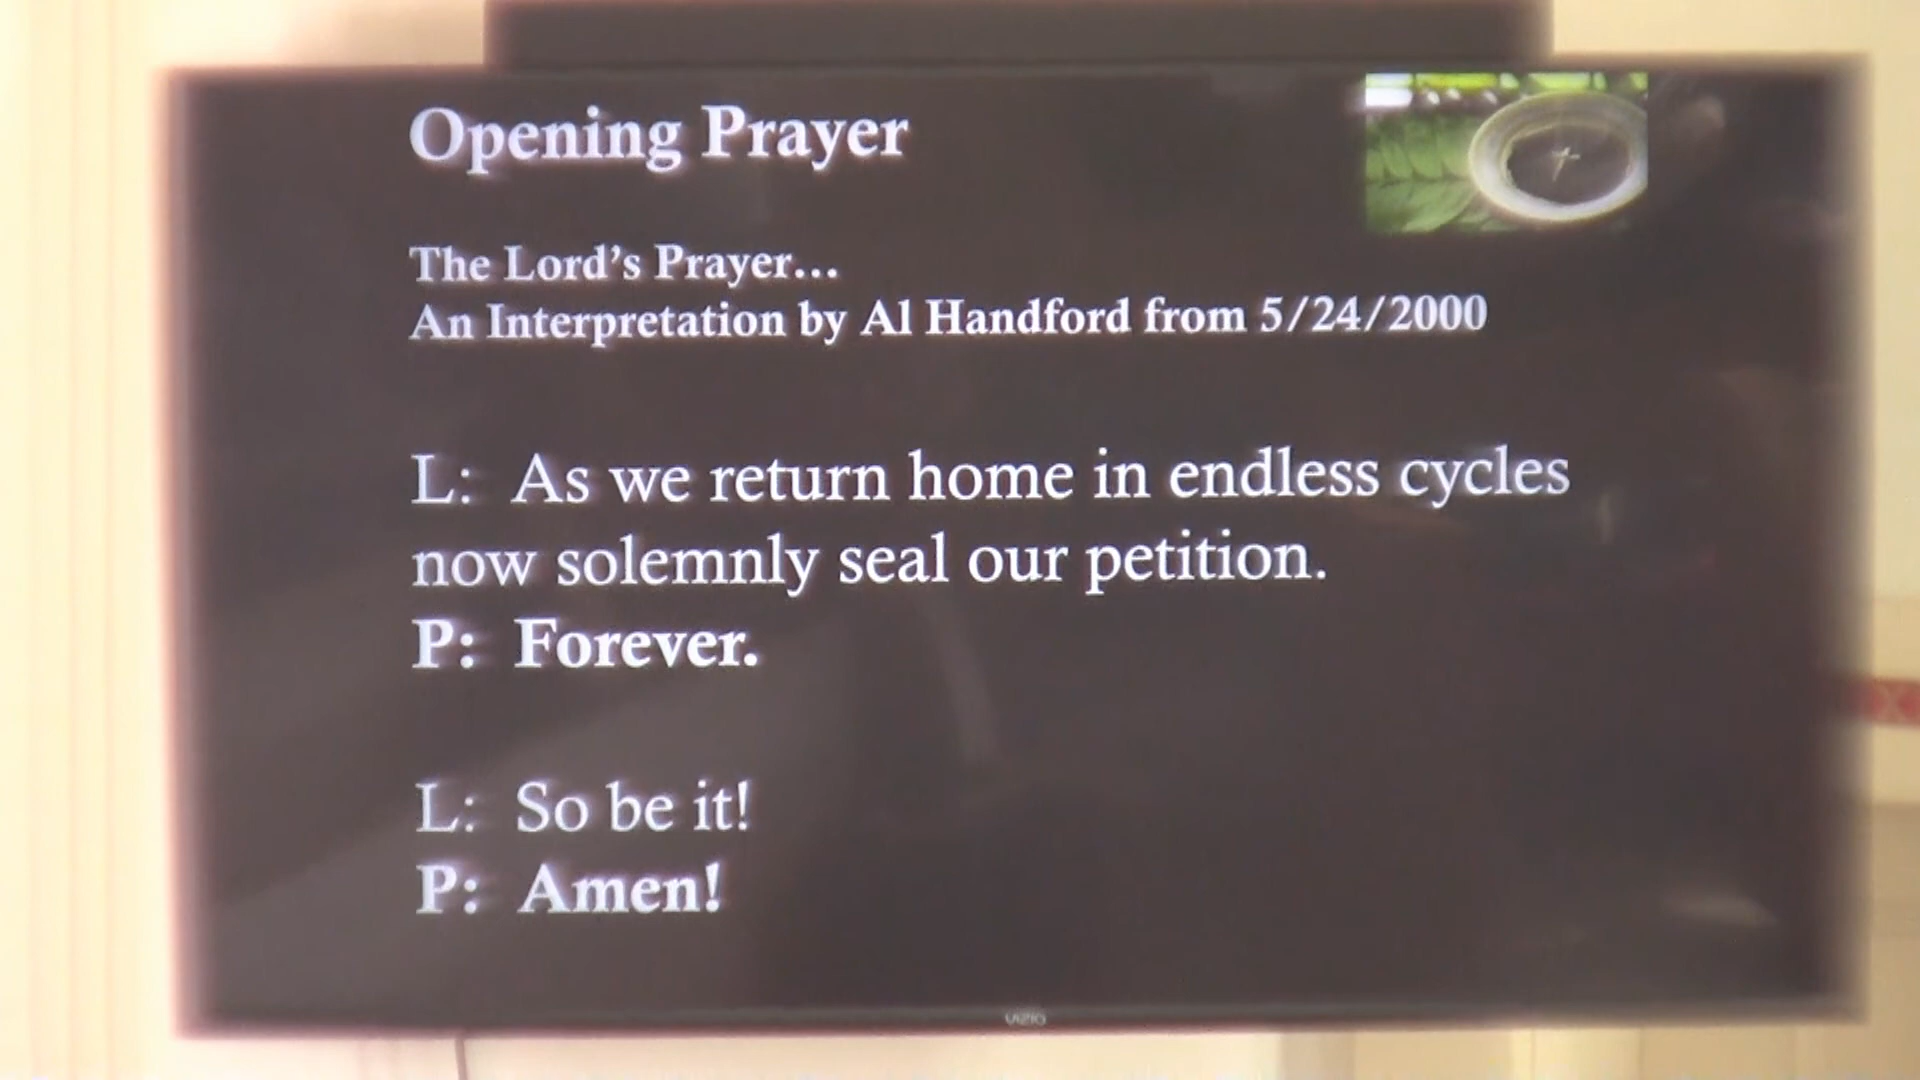 Opening Prayer
The Lord's Prayer...
An Interpretation by Al Handford from 5/24/2000
L: As we return home in endless cycles
now solemnly seal our petition.
P: Forever.
L: So be it!
P: Amen!
VIZIO